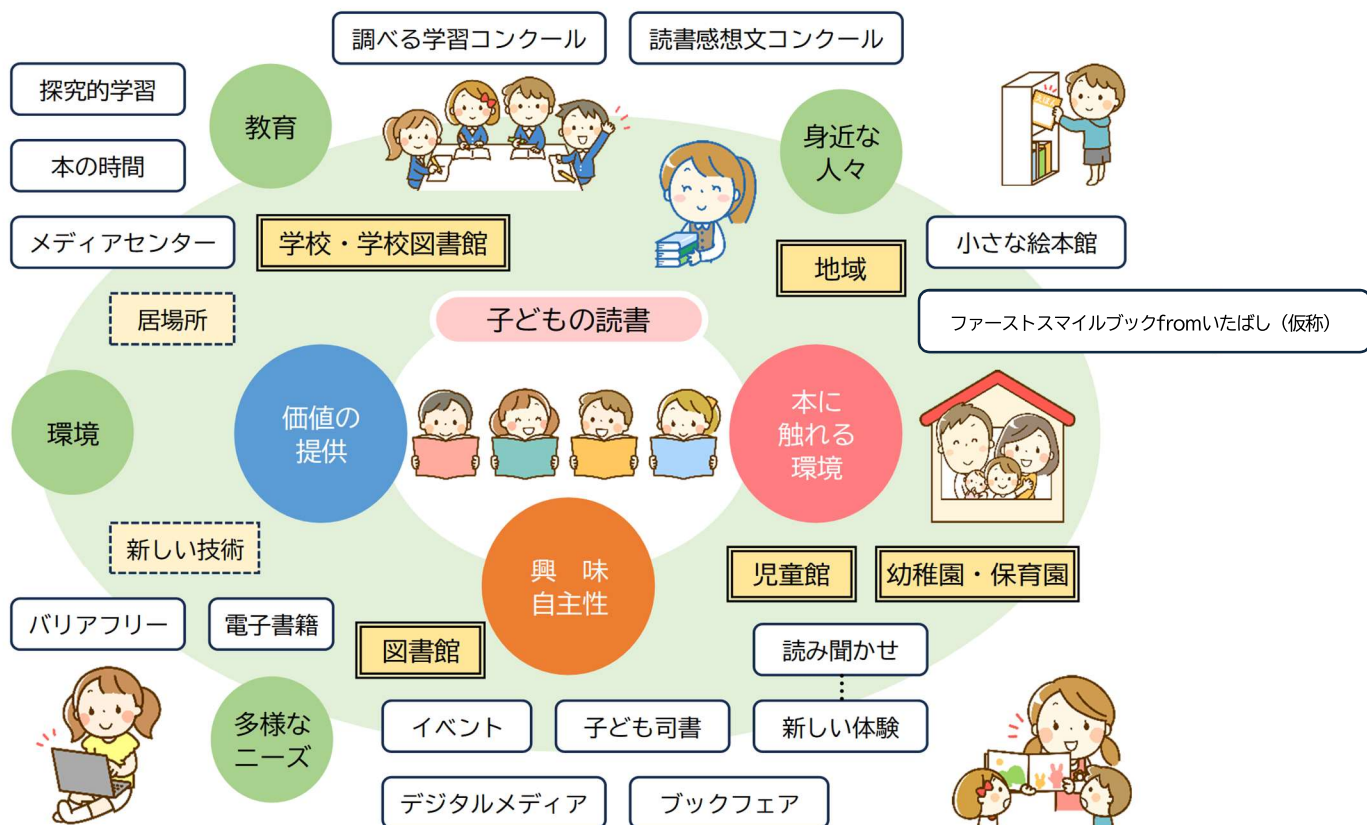 調べる学習コンクール
読書感想文コンクール
探究的学習
教育
身近な
人々
本の時間
メディアセンター
学校・学校図書館
地域
小さな絵本館
居場所
子どもの読書
ファーストスマイルブックfromいたばし（仮称）
環境
価値の
提供
本に
触れる
環境
新しい技術
興　味
自主性
児童館
幼稚園・保育園
バリアフリー
電子書籍
図書館
読み聞かせ
多様な
ニーズ
イベント
子ども司書
新しい体験
デジタルメディア
ブックフェア